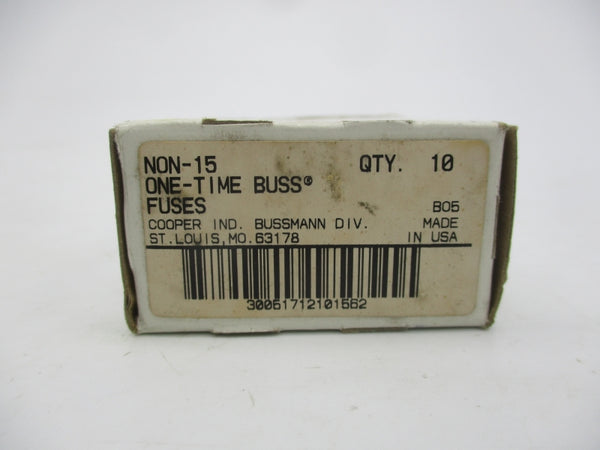 NON-15 QTY. 10
ONE-TIME BUSS®
FUSES B05
COOPER IND. BUSSMANN DIV. MADE
ST.LOUIS,MO.63178 IN USA
30051712101562